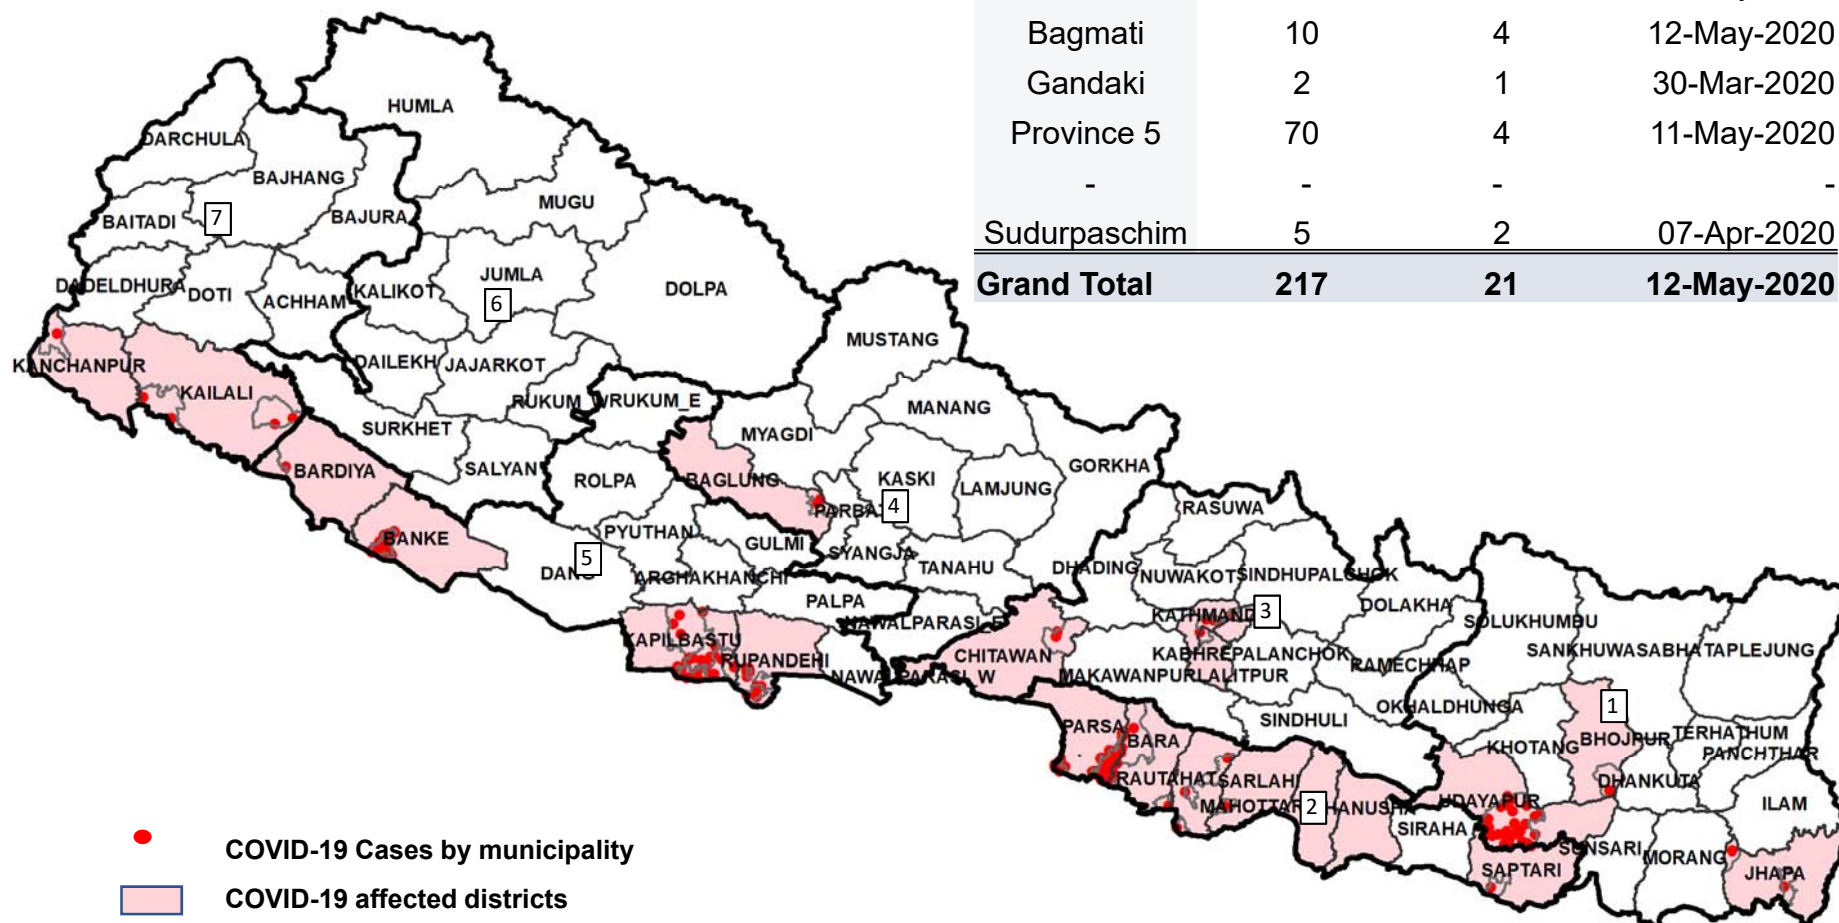 Bagmati 10 4 12-May-2020
Gandaki 2 1 30-Mar-2020
Province 5 70 4 11-May-2020
- - - -
Sudurpaschim 5 2 07-Apr-2020
Grand Total 217 21 12-May-2020
HUMLA
DARCHULA
BAJHANG
MUGU
BAITADI
7
BAJURA
DADELDHURA
DOTI
ACHHAM
KALIKOT
JUMLA
6
DOLPA
MUSTANG
KANCHANPUR
KAILALI
DAILEKH
JAJARKOT
RUKUM_W
RUKUM_E
MANANG
SURKHET
MYAGDI
BARDIYA
SALYAN
ROLPA
BAGLUNG
KASKI
LAMJUNG
GORKHA
PARBAT
4
RASUWA
BANKE
PYUTHAN
GULMI
SYANGJA
TANAHU
DHADING
NUWAKOT
SINDHUPALCHOK
5
DANG
ARGHAKHANCHI
PALPA
NAWALPARASI_E
KATHMAND
3
DOLAKHA
SOLUKHUMBU
KAPILBASTU
RUPANDEHI
NAWALPARASI_W
CHITAWAN
KABHREPALANCHOK
RAMECHHAP
SANKHUWASABHA
TAPLEJUNG
MAKAWANPUR
LALITPUR
SINDHULI
OKHALDHUNGA
1
PARSA
BARA
KHOTANG
BHOJPUR
TERHATHUM
PANCHTHAR
RAUTAHAT
SARLAHI
DHANUSHA
MAHOTTARI
2
UDAYAPUR
DHANKUTA
ILAM
SIRAHA
SUNSARI
MORANG
SAPTARI
JHAPA
COVID-19 Cases by municipality
COVID-19 affected districts